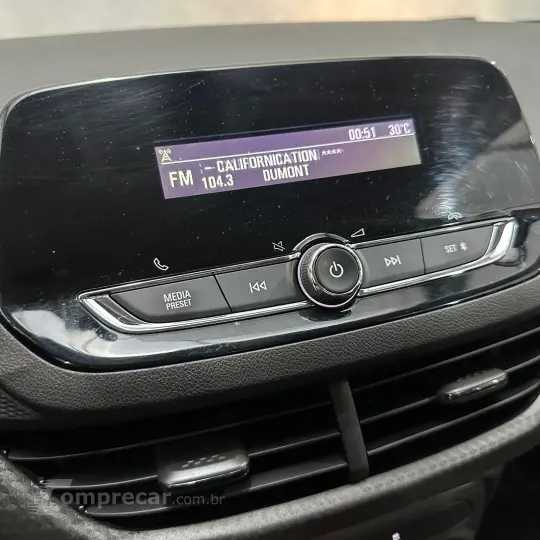 00:51 30°C
FM - CALIFORNICATION ****
104.3 DUMONT
MEDIA
PRESET
SET
omprecar.com.br